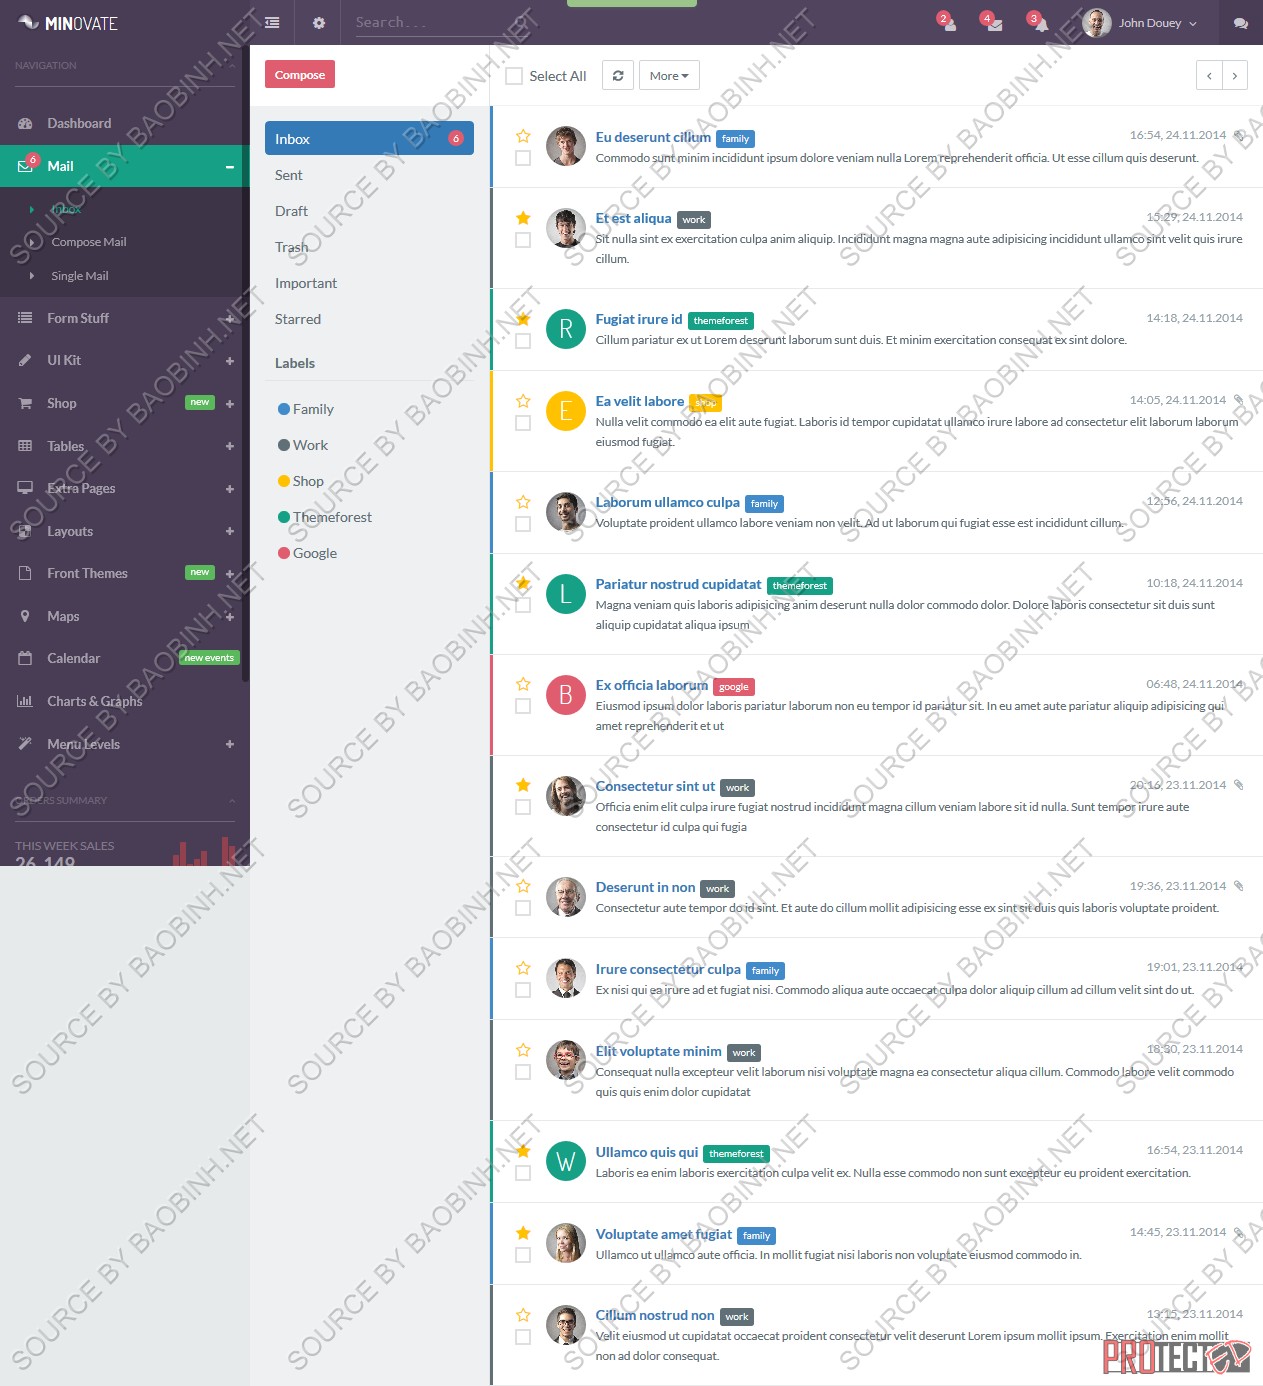 MINOVATE
Search...
2
4
3
John Douey
NAVIGATION
Dashboard
6
Mail
Inbox
Compose Mail
Single Mail
Form Stuff
UI Kit
Shop
new
Tables
Extra Pages
Layouts
Front Themes
new
Maps
Calendar
new events
Charts & Graphs
Menu Levels
ORDERS SUMMARY
THIS WEEK SALES
26,149
Compose
Inbox
6
Sent
Draft
Trash
Important
Starred
Labels
Family
Work
Shop
Themeforest
Google
Select All
More
Eu deserunt cillum family 16:54, 24.11.2014
Commodo sunt minim incididunt ipsum dolore veniam nulla Lorem reprehenderit officia. Ut esse cillum quis deserunt.
Et est aliqua work 15:29, 24.11.2014
Sit nulla sint ex exercitation culpa anim aliquip. Incididunt magna magna aute adipisicing incididunt ullamco sint velit quis irure
cillum.
R
Fugiat irure id themeforest 14:18, 24.11.2014
Cillum pariatur ex ut Lorem deserunt laborum sunt duis. Et minim exercitation consequat ex sint dolore.
E
Ea velit labore shop 14:05, 24.11.2014
Nulla velit commodo ea elit aute fugiat. Laboris id tempor cupidatat ullamco irure labore ad consectetur elit laborum laborum
eiusmod fugiat.
Laborum ullamco culpa family 12:56, 24.11.2014
Voluptate proident ullamco labore veniam non velit. Ad ut laborum qui fugiat esse est incididunt cillum.
L
Pariatur nostrud cupidatat themeforest 10:18, 24.11.2014
Magna veniam quis laboris adipisicing anim deserunt nulla dolor commodo dolor. Dolore laboris consectetur sit duis sunt
aliquip cupidatat aliqua ipsum
B
Ex officia laborum google 06:48, 24.11.2014
Eiusmod ipsum dolor laboris pariatur laborum non eu tempor id pariatur sit. In eu amet aute pariatur aliquip adipisicing qui
amet reprehenderit et ut
Consectetur sint ut work 20:16, 23.11.2014
Officia enim elit culpa irure fugiat nostrud incididunt magna cillum veniam labore sit id nulla. Sunt tempor irure aute
consectetur id culpa qui fugia
Deserunt in non work 19:36, 23.11.2014
Consectetur aute tempor do id sint. Et aute do cillum mollit adipisicing esse ex sint sit duis quis laboris voluptate proident.
Irure consectetur culpa family 19:01, 23.11.2014
Ex nisi qui ea irure ad et fugiat nisi. Commodo aliqua aute occaecat culpa dolor aliquip cillum ad cillum velit sint do ut.
Elit voluptate minim work 18:30, 23.11.2014
Consequat nulla excepteur velit laborum nisi voluptate magna ea consectetur aliqua cillum. Commodo labore velit commodo
quis quis enim dolor cupidatat
W
Ullamco quis qui themeforest 16:54, 23.11.2014
Laboris ea enim laboris exercitation culpa velit ex. Nulla esse commodo non sunt excepteur eu proident exercitation.
Voluptate amet fugiat family 14:45, 23.11.2014
Ullamco ut ullamco aute officia. In mollit fugiat nisi laboris non voluptate eiusmod commodo in.
Cillum nostrud non work 13:15, 23.11.2014
Velit eiusmod ut cupidatat occaecat proident consectetur velit deserunt Lorem ipsum mollit ipsum. Exercitation enim mollit
non ad dolor consequat.
PROTECTED
SOURCE BY BAOBINH.NET